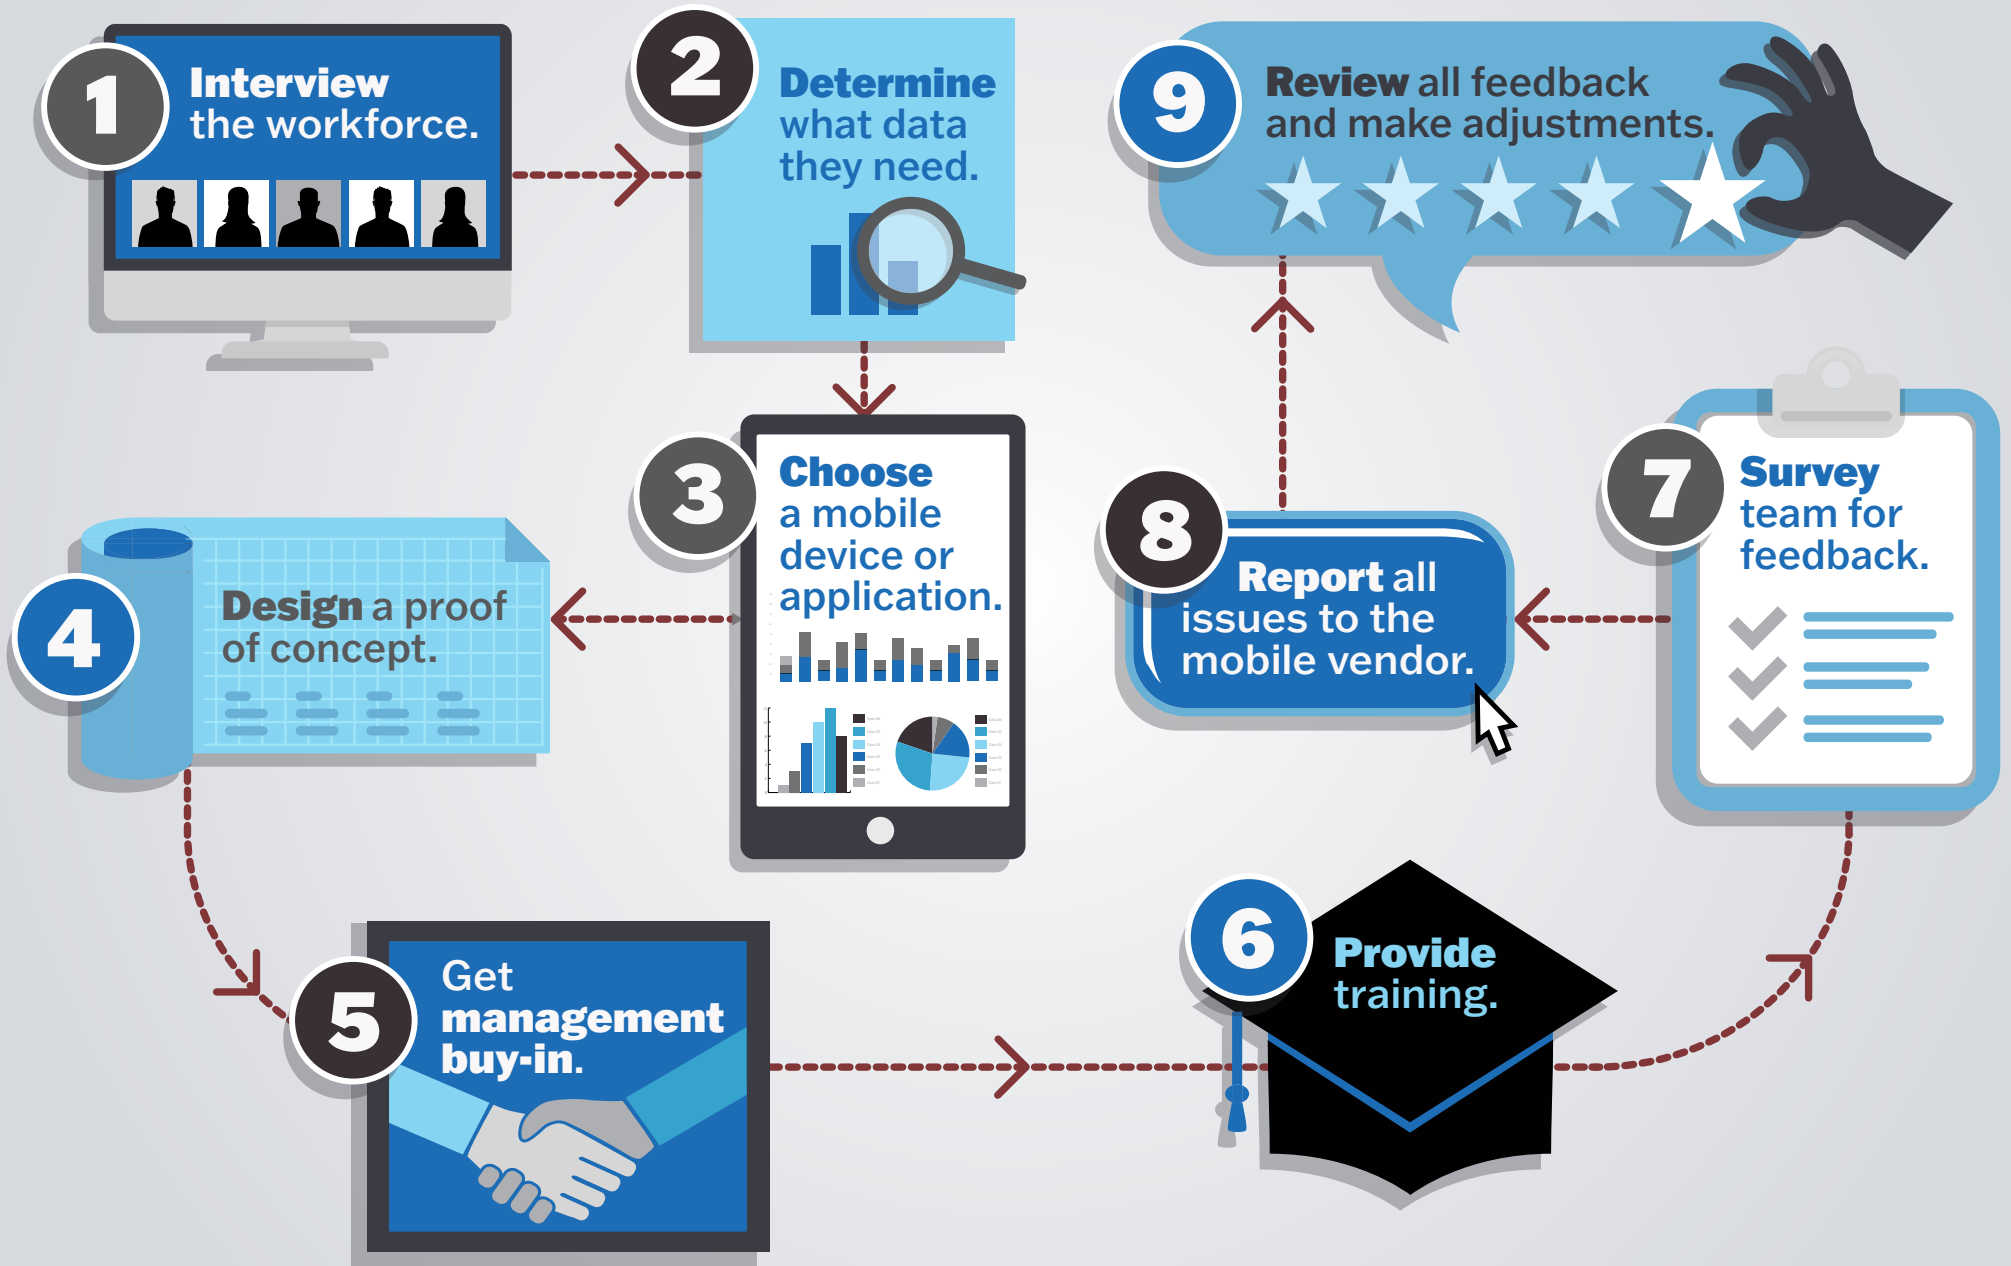 1
Interview
the workforce.
2
Determine
what data
they need.
3
Choose
a mobile
device or
application.
4
Design a proof
of concept.
5
Get
management
buy-in.
6
Provide
training.
7
Survey
team for
feedback.
8
Report all
issues to the
mobile vendor.
9
Review all feedback
and make adjustments.